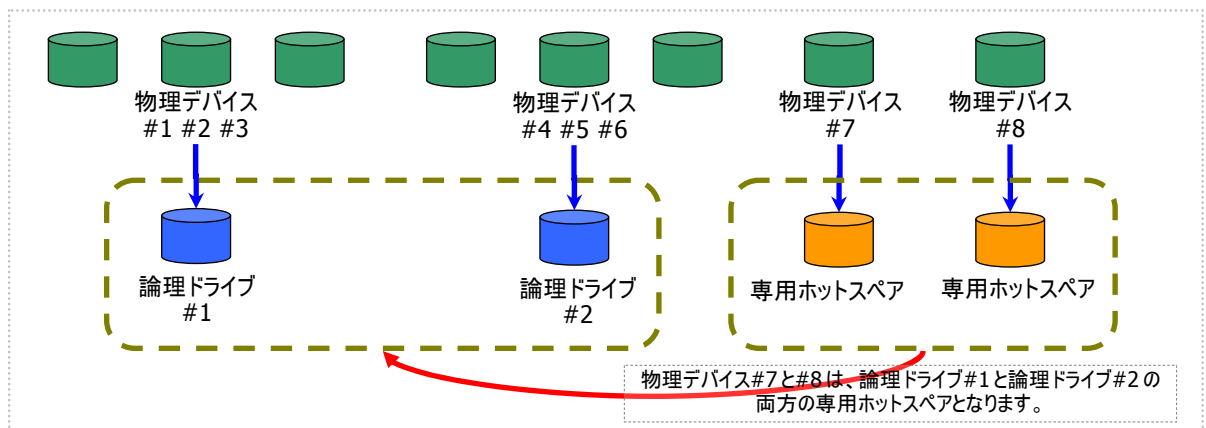 物理デバイス
#1 #2 #3
物理デバイス
#4 #5 #6
物理デバイス
#7
物理デバイス
#8
論理ドライブ
#1
論理ドライブ
#2
専用ホットスペア
専用ホットスペア
物理デバイス#7と#8は、論理ドライブ#1と論理ドライブ#2の
両方の専用ホットスペアとなります。